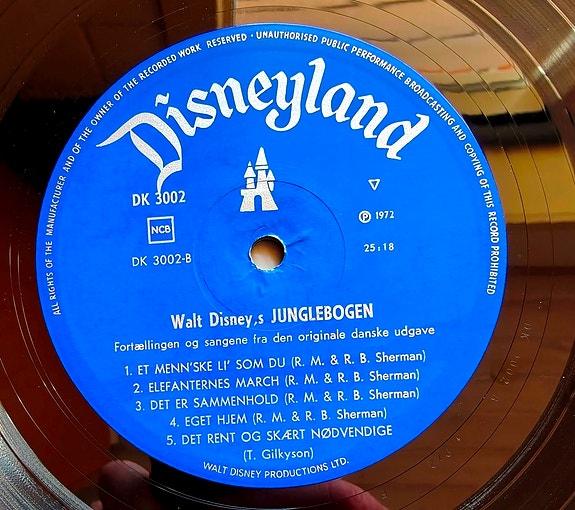 ALL RIGHTS OF THE MANUFACTURER AND OF THE OWNER OF THE RECORDED WORK RESERVED · UNAUTHORISED PUBLIC PERFORMANCE BROADCASTING AND COPYING OF THIS RECORD PROHIBITED
Disneyland
DK 3002
NCB
DK 3002-B
℗ 1972
25:18
Walt Disney,s JUNGLEBOGEN
Fortællingen og sangene fra den originale danske udgave
1. ET MENN'SKE LI' SOM DU (R. M. & R. B. Sherman)
2. ELEFANTERNES MARCH (R. M. & R. B. Sherman)
3. DET ER SAMMENHOLD (R. M. & R. B. Sherman)
4. EGET HJEM (R. M. & R. B. Sherman)
5. DET RENT OG SKÆRT NØDVENDIGE
(T. Gilkyson)
WALT DISNEY PRODUCTIONS LTD.